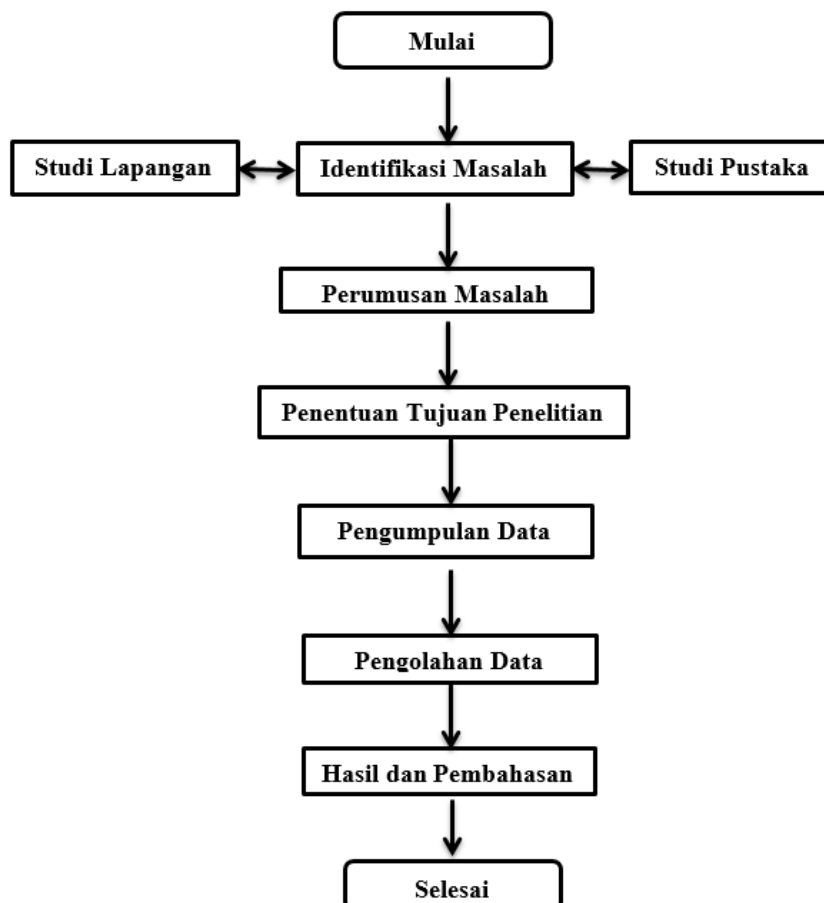 Mulai
Studi Lapangan
Identifikasi Masalah
Studi Pustaka
Perumusan Masalah
Penentuan Tujuan Penelitian
Pengumpulan Data
Pengolahan Data
Hasil dan Pembahasan
Selesai